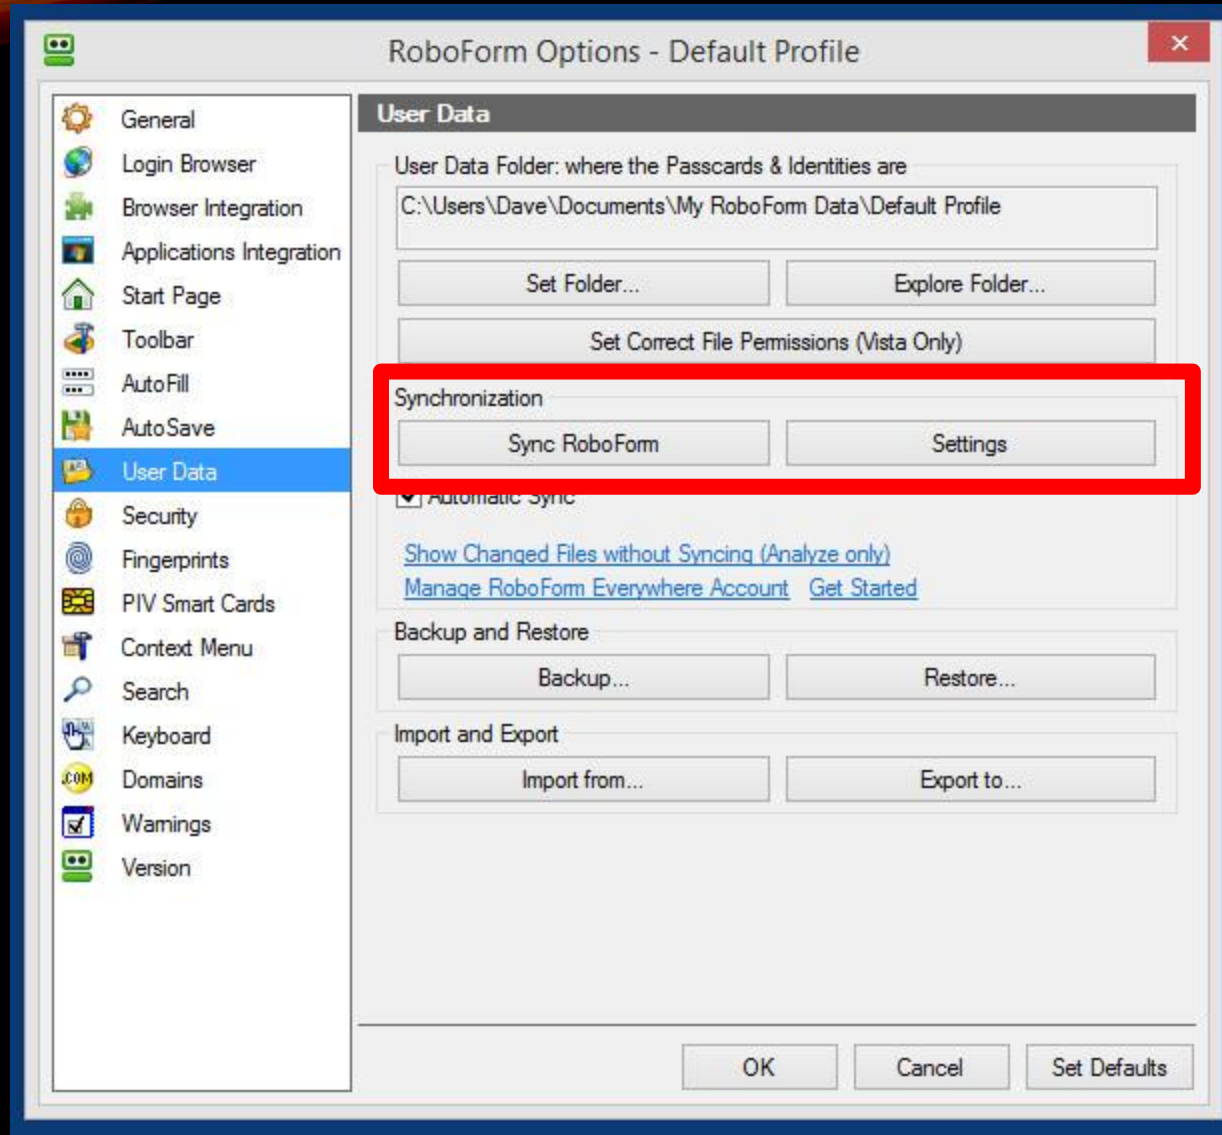 RoboForm Options - Default Profile
General
Login Browser
Browser Integration
Applications Integration
Start Page
Toolbar
AutoFill
AutoSave
User Data
Security
Fingerprints
PIV Smart Cards
Context Menu
Search
Keyboard
.COM Domains
Warnings
Version
User Data
User Data Folder: where the Passcards & Identities are
C:\Users\Dave\Documents\My RoboForm Data\Default Profile
Set Folder... Explore Folder...
Set Correct File Permissions (Vista Only)
Synchronization
Sync RoboForm Settings
Automatic Sync
Show Changed Files without Syncing (Analyze only)
Manage RoboForm Everywhere Account Get Started
Backup and Restore
Backup... Restore...
Import and Export
Import from... Export to...
OK Cancel Set Defaults